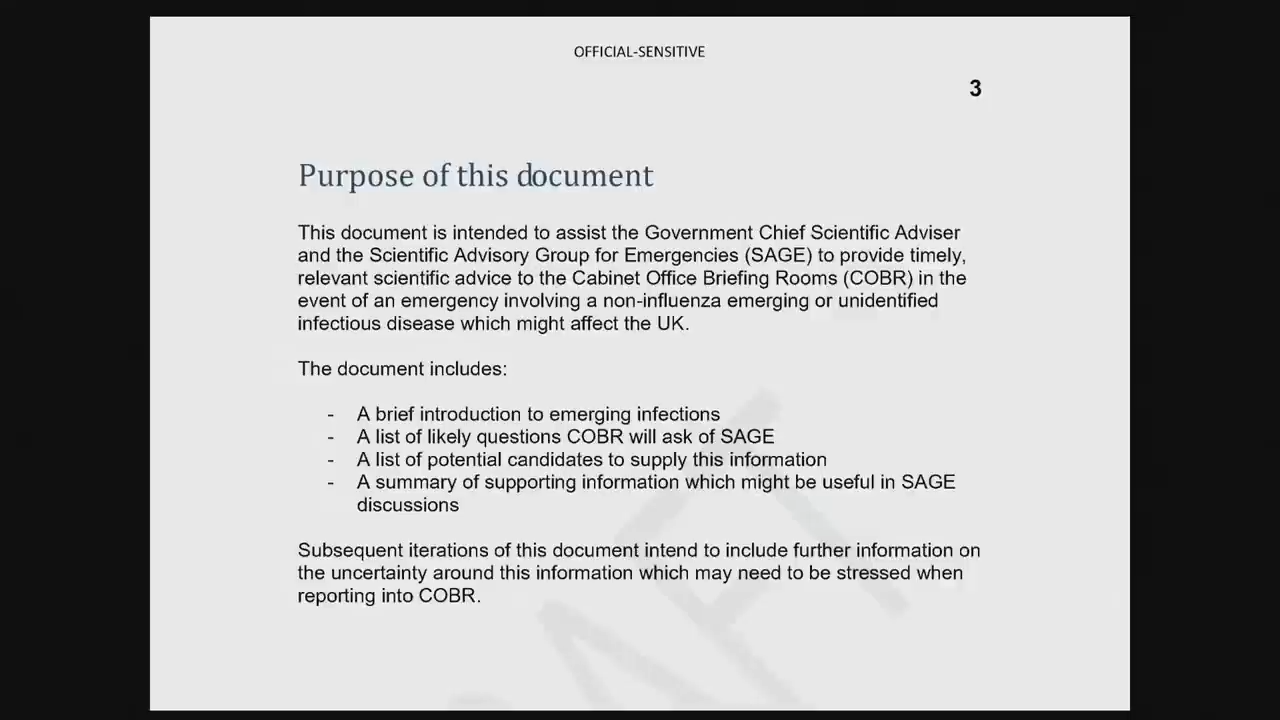 OFFICIAL-SENSITIVE
3
Purpose of this document
This document is intended to assist the Government Chief Scientific Adviser
and the Scientific Advisory Group for Emergencies (SAGE) to provide timely,
relevant scientific advice to the Cabinet Office Briefing Rooms (COBR) in the
event of an emergency involving a non-influenza emerging or unidentified
infectious disease which might affect the UK.
The document includes:
- A brief introduction to emerging infections
- A list of likely questions COBR will ask of SAGE
- A list of potential candidates to supply this information
- A summary of supporting information which might be useful in SAGE
discussions
Subsequent iterations of this document intend to include further information on
the uncertainty around this information which may need to be stressed when
reporting into COBR.